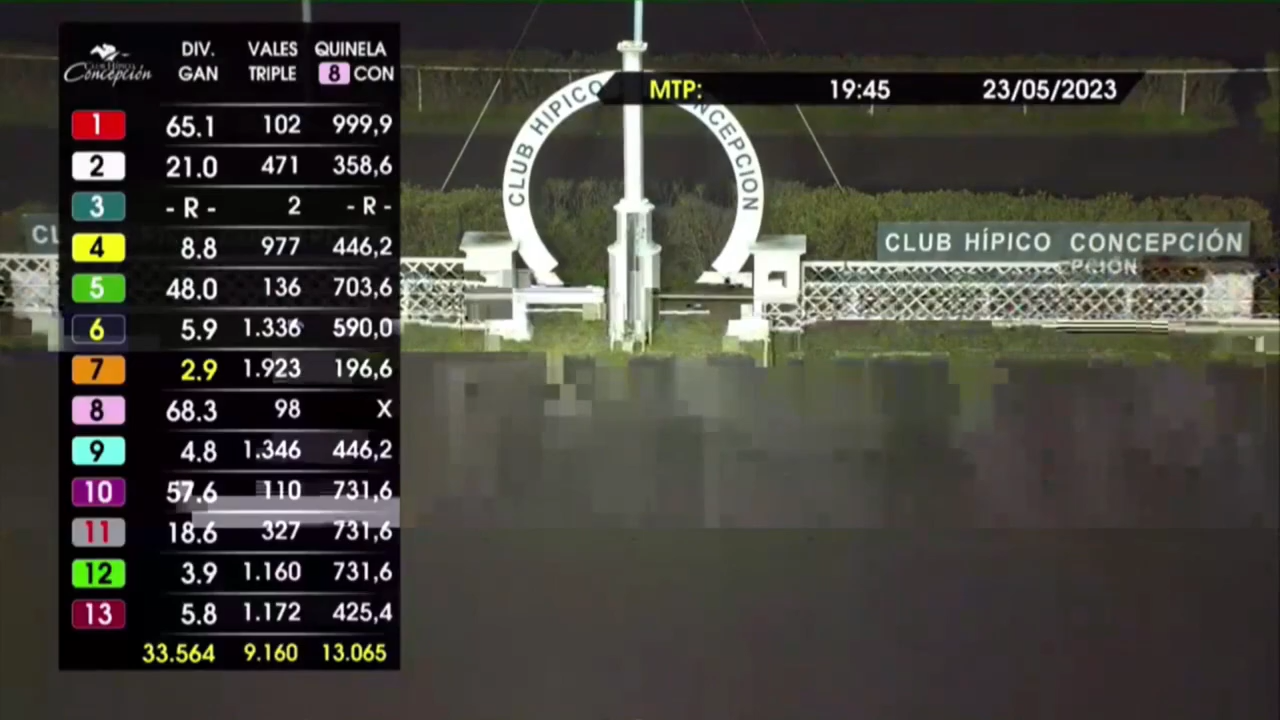 Club Hípico
Concepción
DIV. GAN VALES TRIPLE QUINELA 8 CON
1 65.1 102 999,9
2 21.0 471 358,6
3 - R - 2 - R -
4 8.8 977 446,2
5 48.0 136 703,6
6 5.9 1.336 590,0
7 2.9 1.923 196,6
8 68.3 98 X
9 4.8 1.346 446,2
10 57.6 110 731,6
11 18.6 327 731,6
12 3.9 1.160 731,6
13 5.8 1.172 425,4
33.564 9.160 13.065
MTP: 19:45 23/05/2023
CLUB HÍPICO CONCEPCION
CL
CLUB HÍPICO CONCEPCIÓN